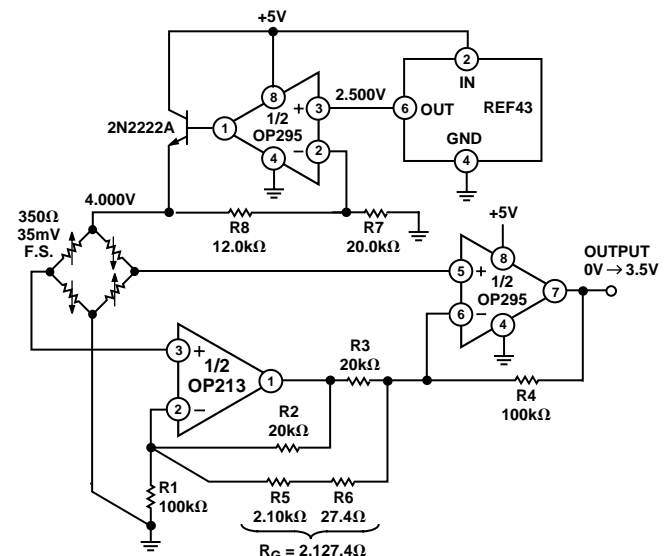 +5V
2
IN
8
2.500V
3
+
6
OUT
REF43
2N2222A
1
1/2
OP295
−
2
GND
4
4
4.000V
350Ω
35mV
F.S.
R8
12.0kΩ
R7
20.0kΩ
+5V
8
OUTPUT
0V → 3.5V
5
+
1/2
OP295
7
6
−
4
3
+
1/2
OP213
1
2
−
R3
20kΩ
R4
100kΩ
R2
20kΩ
R1
100kΩ
R5
2.10kΩ
R6
27.4Ω
RG = 2,127.4Ω